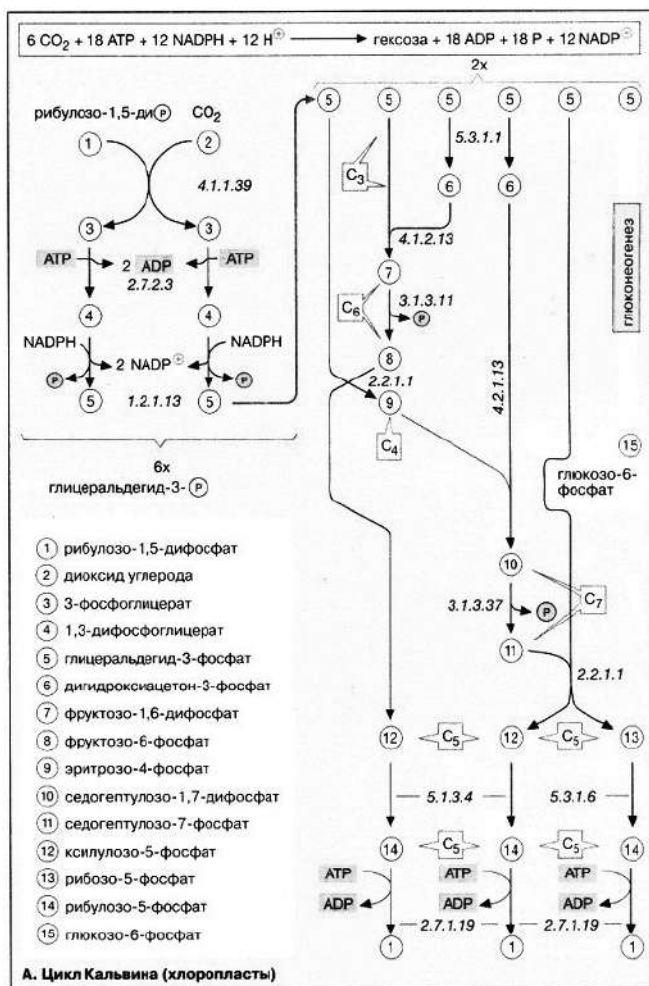 6 CO₂ + 18 ATP + 12 NADPH + 12 H⊕ → гексоза + 18 ADP + 18 P + 12 NADP⊕
2x
5 5 5 5 5 5
рибулозо-1,5-ди P CO₂
1 2
4.1.1.39
3 3
ATP 2 ADP ATP
2.7.2.3
4 4
NADPH NADPH
2 NADP⊕
P P
5 1.2.1.13 5
6x
глицеральдегид-3- P
5.3.1.1
C₃
6 6
4.1.2.13
7
C₆
3.1.3.11
P
8
2.2.1.1
9
C₄
4.2.1.13
глюконеогенез
15
глюкозо-6-
фосфат
10
3.1.3.37 P
C₇
11
2.2.1.1
12 C₅ 12 C₅ 13
5.1.3.4 5.3.1.6
14 C₅ 14 C₅ 14
ATP ATP ATP
ADP ADP ADP
2.7.1.19 2.7.1.19
1 1 1
1 рибулозо-1,5-дифосфат
2 диоксид углерода
3 3-фосфоглицерат
4 1,3-дифосфоглицерат
5 глицеральдегид-3-фосфат
6 дигидроксиацетон-3-фосфат
7 фруктозо-1,6-дифосфат
8 фруктозо-6-фосфат
9 эритрозо-4-фосфат
10 седогептулозо-1,7-дифосфат
11 седогептулозо-7-фосфат
12 ксилулозо-5-фосфат
13 рибозо-5-фосфат
14 рибулозо-5-фосфат
15 глюкозо-6-фосфат
А. Цикл Кальвина (хлоропласты)